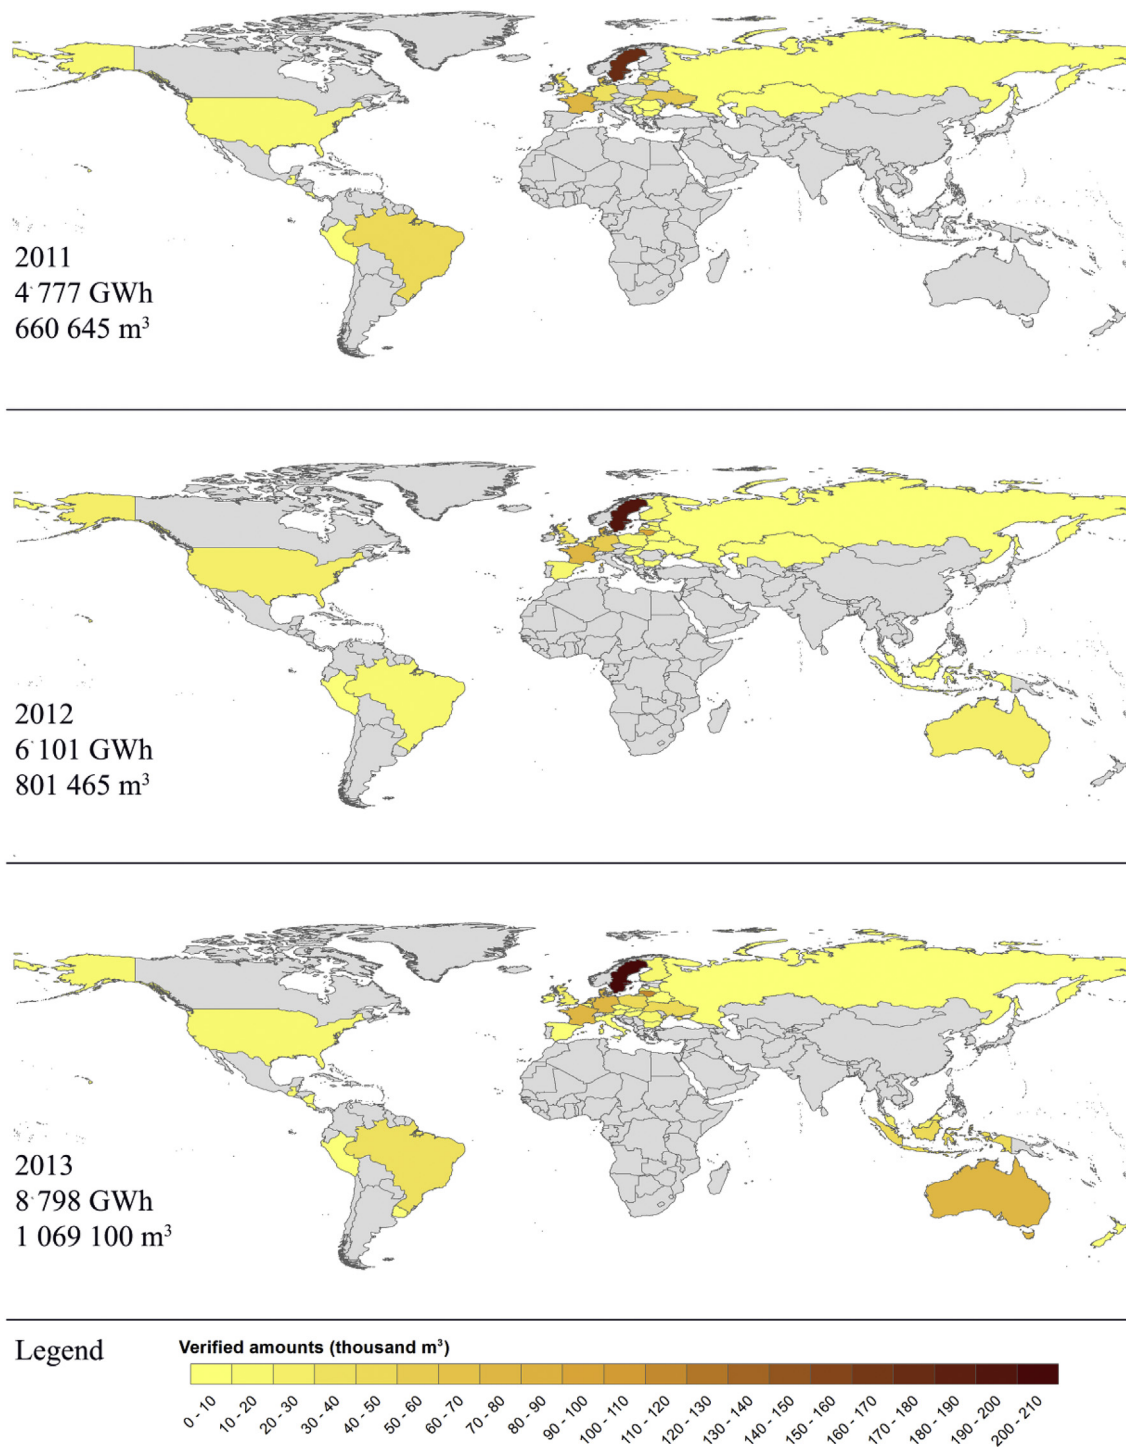 2011
4`777 GWh
660 645 m³
2012
6`101 GWh
801 465 m³
2013
8`798 GWh
1 069 100 m³
Legend
Verified amounts (thousand m³)
0 - 10
10 - 20
20 - 30
30 - 40
40 - 50
50 - 60
60 - 70
70 - 80
80 - 90
90 - 100
100 - 110
110 - 120
120 - 130
130 - 140
140 - 150
150 - 160
160 - 170
170 - 180
180 - 190
190 - 200
200 - 210